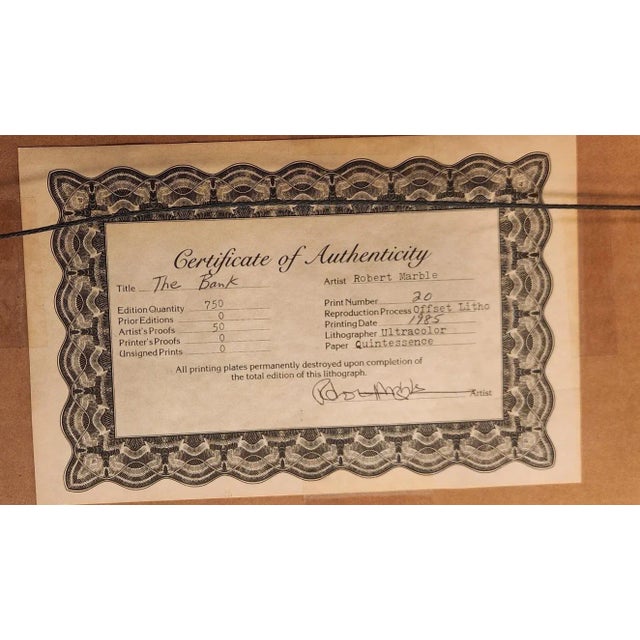 Certificate of Authenticity
Title The Bank
Artist Robert Marble
Edition Quantity 750
Prior Editions 0
Artist's Proofs 50
Printer's Proofs 0
Unsigned Prints 0
Print Number 20
Reproduction Process Offset Litho
Printing Date 1985
Lithographer Ultracolor
Paper Quintessence
All printing plates permanently destroyed upon completion of
the total edition of this lithograph.
Robert Marble Artist